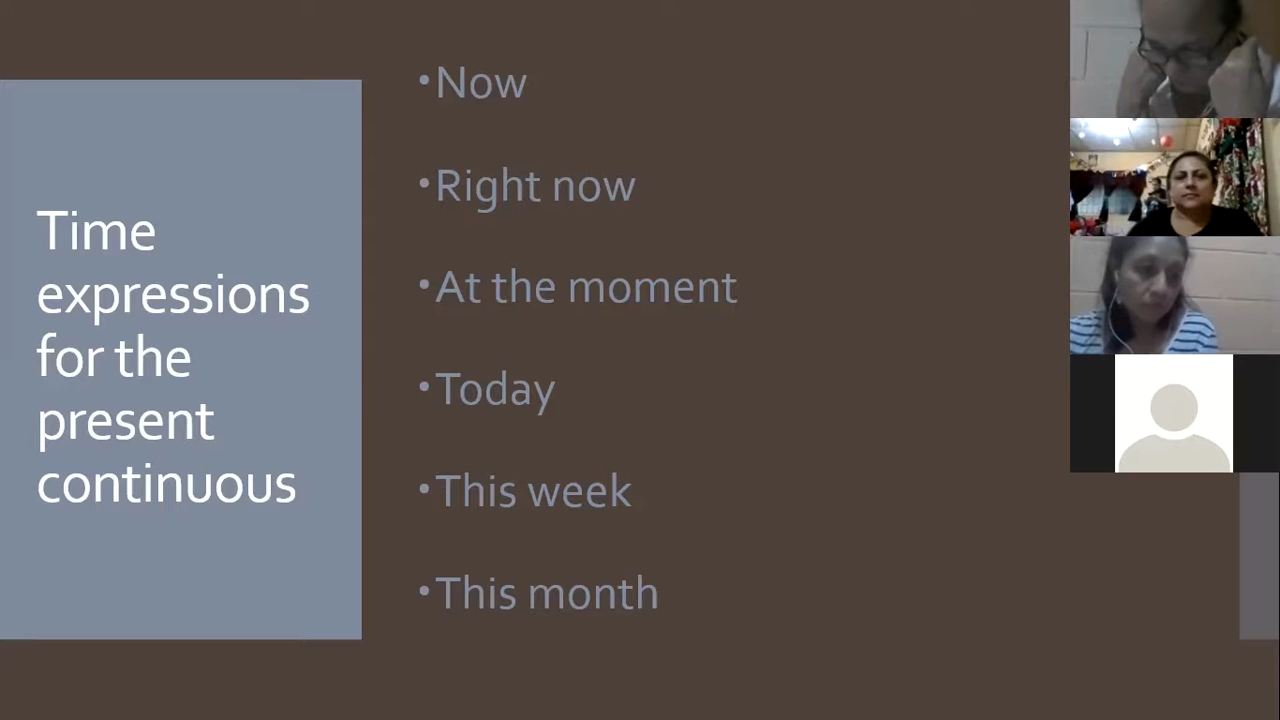 Time
expressions
for the
present
continuous
•Now
•Right now
•At the moment
•Today
•This week
•This month